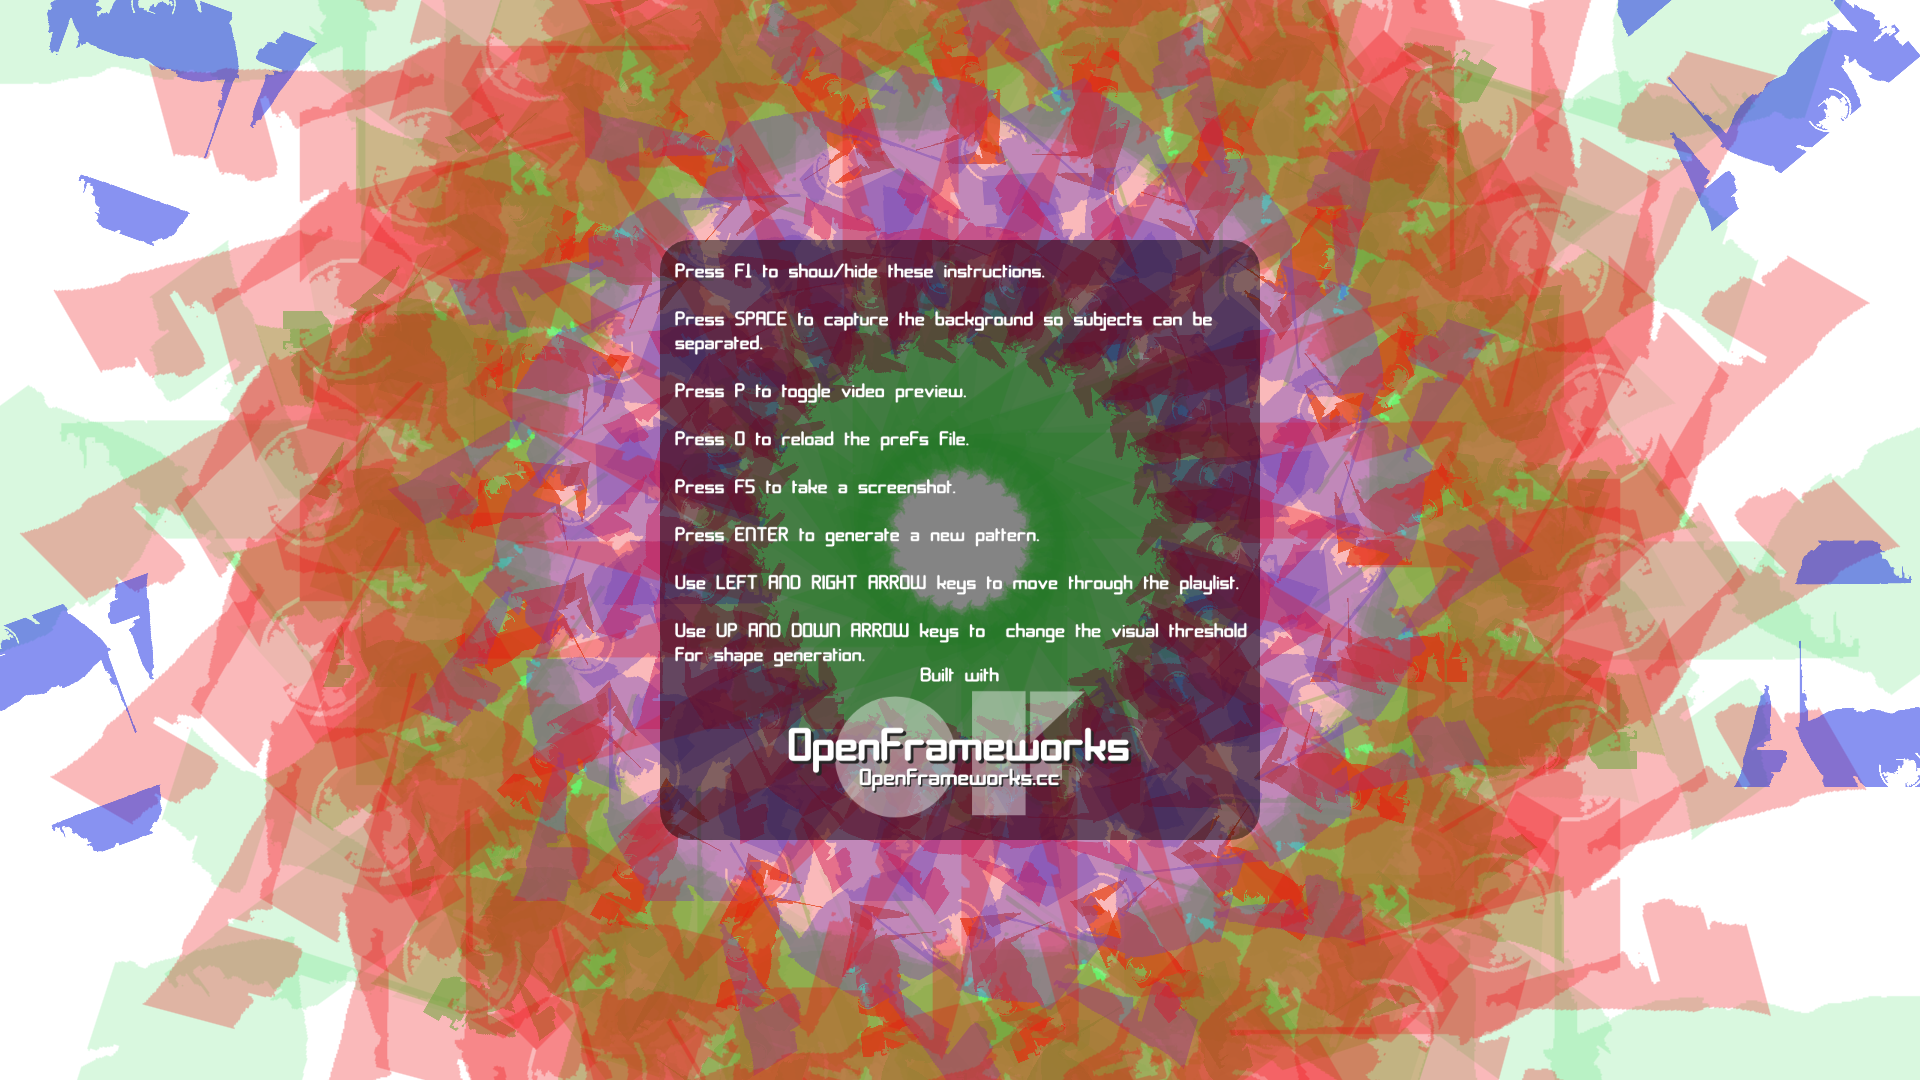 Press F1 to show/hide these instructions.
Press SPACE to capture the background so subjects can be
separated.
Press P to toggle video preview.
Press O to reload the prefs file.
Press F5 to take a screenshot.
Press ENTER to generate a new pattern.
Use LEFT AND RIGHT ARROW keys to move through the playlist.
Use UP AND DOWN ARROW keys to  change the visual threshold
for shape generation.
Built with
OpenFrameworks
OpenFrameworks.cc